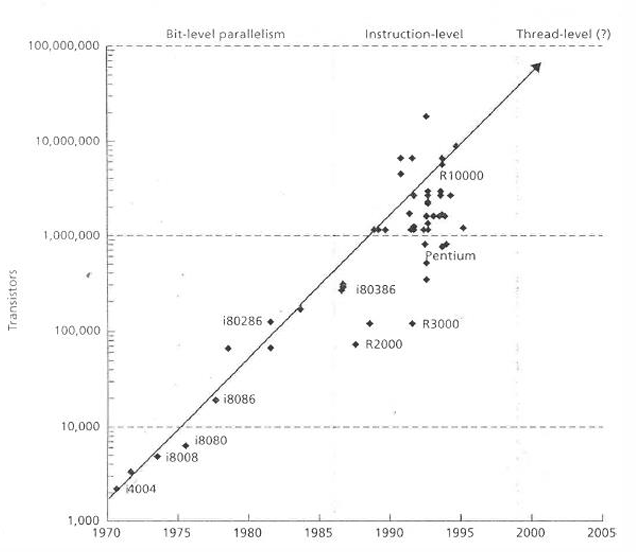 Bit-level parallelism Instruction-level Thread-level (?)
100,000,000
10,000,000
R10000
1,000,000
Pentium
i80386
i80286
100,000
R3000
R2000
i8086
10,000
i8080
i8008
i4004
1,000
1970 1975 1980 1985 1990 1995 2000 2005
Transistors